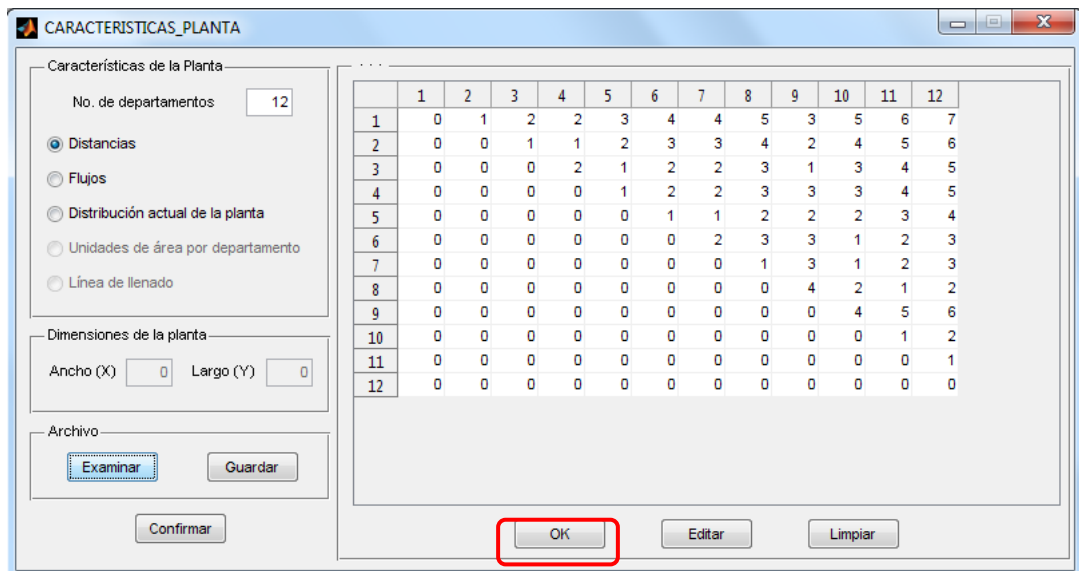 CARACTERISTICAS_PLANTA
Características de la Planta
No. de departamentos 12
Distancias
Flujos
Distribución actual de la planta
Unidades de área por departamento
Línea de llenado
Dimensiones de la planta
Ancho (X) 0 Largo (Y) 0
Archivo
Examinar Guardar
Confirmar
. . .
1 2 3 4 5 6 7 8 9 10 11 12
1 0 1 2 2 3 4 4 5 3 5 6 7
2 0 0 1 1 2 3 3 4 2 4 5 6
3 0 0 0 2 1 2 2 3 1 3 4 5
4 0 0 0 0 1 2 2 3 3 3 4 5
5 0 0 0 0 0 1 1 2 2 2 3 4
6 0 0 0 0 0 0 2 3 3 1 2 3
7 0 0 0 0 0 0 0 1 3 1 2 3
8 0 0 0 0 0 0 0 0 4 2 1 2
9 0 0 0 0 0 0 0 0 0 4 5 6
10 0 0 0 0 0 0 0 0 0 0 1 2
11 0 0 0 0 0 0 0 0 0 0 0 1
12 0 0 0 0 0 0 0 0 0 0 0 0
OK Editar Limpiar